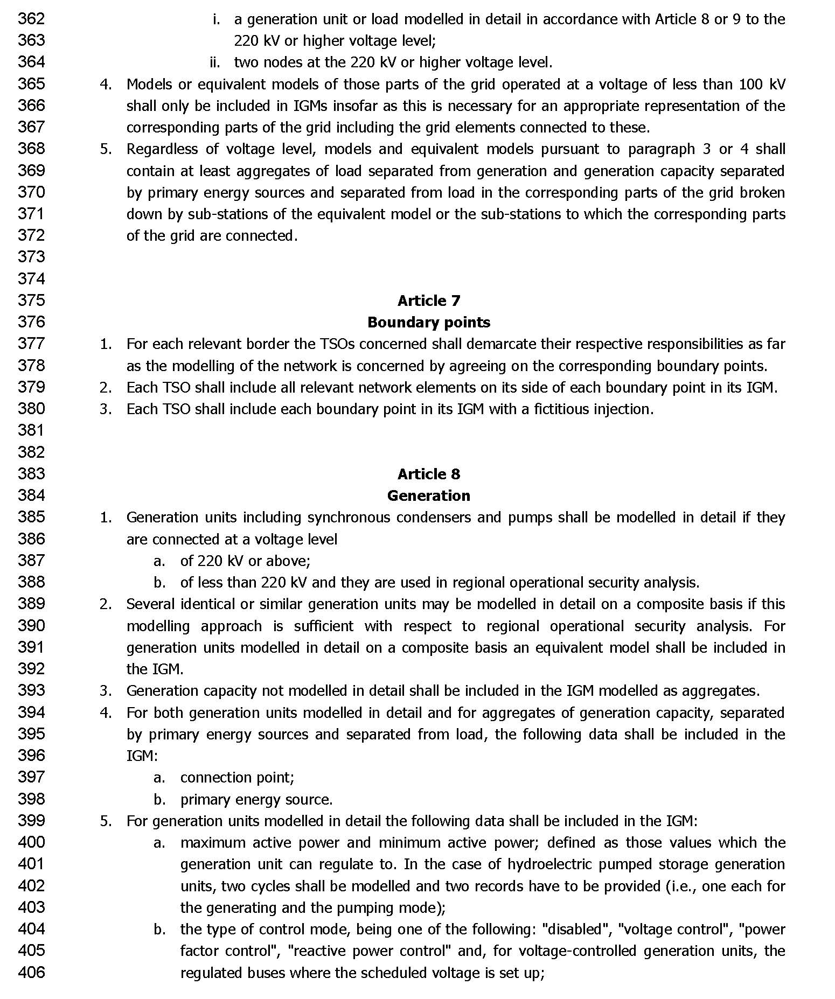 362 i. a generation unit or load modelled in detail in accordance with Article 8 or 9 to the
363 220 kV or higher voltage level;
364 ii. two nodes at the 220 kV or higher voltage level.
365 4. Models or equivalent models of those parts of the grid operated at a voltage of less than 100 kV
366 shall only be included in IGMs insofar as this is necessary for an appropriate representation of the
367 corresponding parts of the grid including the grid elements connected to these.
368 5. Regardless of voltage level, models and equivalent models pursuant to paragraph 3 or 4 shall
369 contain at least aggregates of load separated from generation and generation capacity separated
370 by primary energy sources and separated from load in the corresponding parts of the grid broken
371 down by sub-stations of the equivalent model or the sub-stations to which the corresponding parts
372 of the grid are connected.
373
374
375 Article 7
376 Boundary points
377 1. For each relevant border the TSOs concerned shall demarcate their respective responsibilities as far
378 as the modelling of the network is concerned by agreeing on the corresponding boundary points.
379 2. Each TSO shall include all relevant network elements on its side of each boundary point in its IGM.
380 3. Each TSO shall include each boundary point in its IGM with a fictitious injection.
381
382
383 Article 8
384 Generation
385 1. Generation units including synchronous condensers and pumps shall be modelled in detail if they
386 are connected at a voltage level
387 a. of 220 kV or above;
388 b. of less than 220 kV and they are used in regional operational security analysis.
389 2. Several identical or similar generation units may be modelled in detail on a composite basis if this
390 modelling approach is sufficient with respect to regional operational security analysis. For
391 generation units modelled in detail on a composite basis an equivalent model shall be included in
392 the IGM.
393 3. Generation capacity not modelled in detail shall be included in the IGM modelled as aggregates.
394 4. For both generation units modelled in detail and for aggregates of generation capacity, separated
395 by primary energy sources and separated from load, the following data shall be included in the
396 IGM:
397 a. connection point;
398 b. primary energy source.
399 5. For generation units modelled in detail the following data shall be included in the IGM:
400 a. maximum active power and minimum active power; defined as those values which the
401 generation unit can regulate to. In the case of hydroelectric pumped storage generation
402 units, two cycles shall be modelled and two records have to be provided (i.e., one each for
403 the generating and the pumping mode);
404 b. the type of control mode, being one of the following: "disabled", "voltage control", "power
405 factor control", "reactive power control" and, for voltage-controlled generation units, the
406 regulated buses where the scheduled voltage is set up;